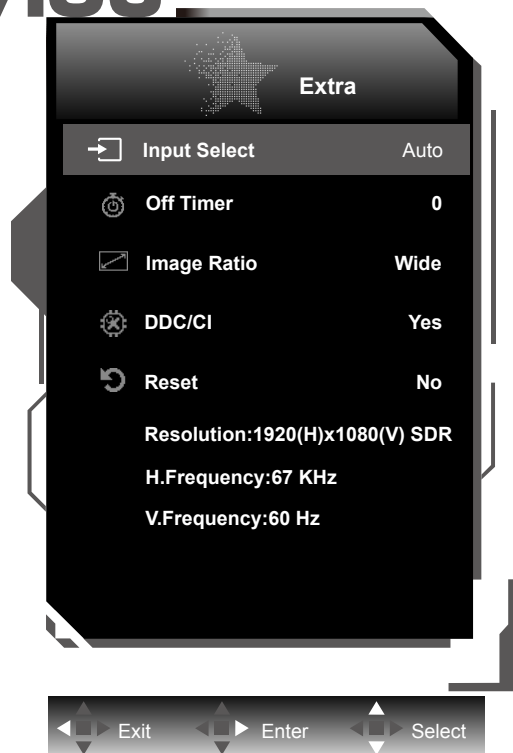 Extra
Input Select Auto
Off Timer 0
Image Ratio Wide
DDC/CI Yes
Reset No
Resolution:1920(H)x1080(V) SDR
H.Frequency:67 KHz
V.Frequency:60 Hz
Exit Enter Select